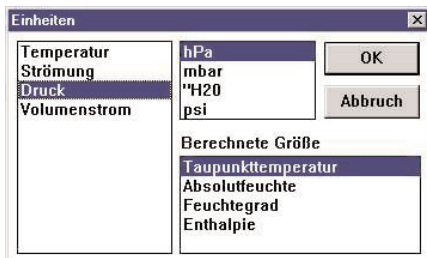 Einheiten
Temperatur
Strömung
Druck
Volumenstrom
hPa
mbar
"H20
psi
OK
Abbruch
Berechnete Größe
Taupunkttemperatur
Absolutfeuchte
Feuchtegrad
Enthalpie